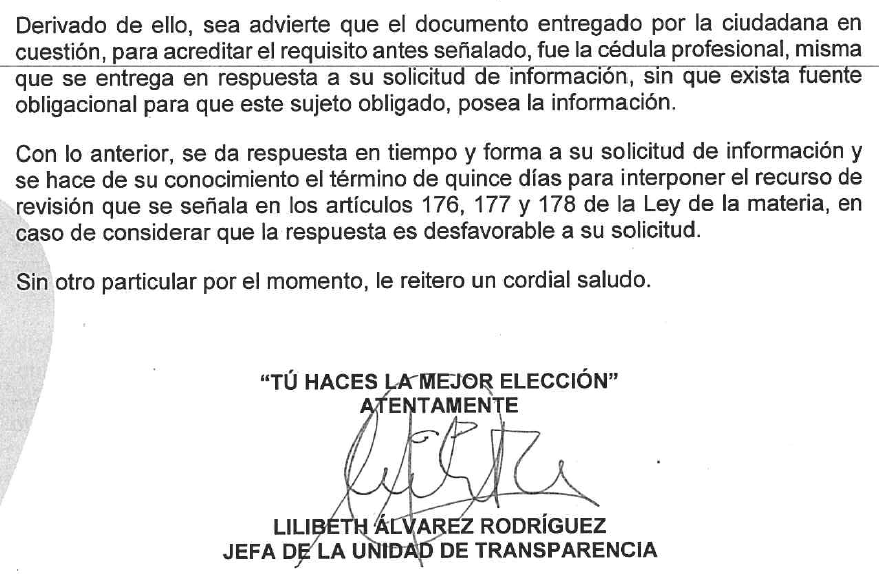 Derivado de ello, sea advierte que el documento entregado por la ciudadana en
cuestión, para acreditar el requisito antes señalado, fue la cédula profesional, misma
que se entrega en respuesta a su solicitud de información, sin que exista fuente
obligacional para que este sujeto obligado, posea la información.
Con lo anterior, se da respuesta en tiempo y forma a su solicitud de información y
se hace de su conocimiento el término de quince días para interponer el recurso de
revisión que se señala en los artículos 176, 177 y 178 de la Ley de la materia, en
caso de considerar que la respuesta es desfavorable a su solicitud.
Sin otro particular por el momento, le reitero un cordial saludo.
“TÚ HACES LA MEJOR ELECCIÓN”
ATENTAMENTE
LILIBETH ÁLVAREZ RODRÍGUEZ
JEFA DE LA UNIDAD DE TRANSPARENCIA